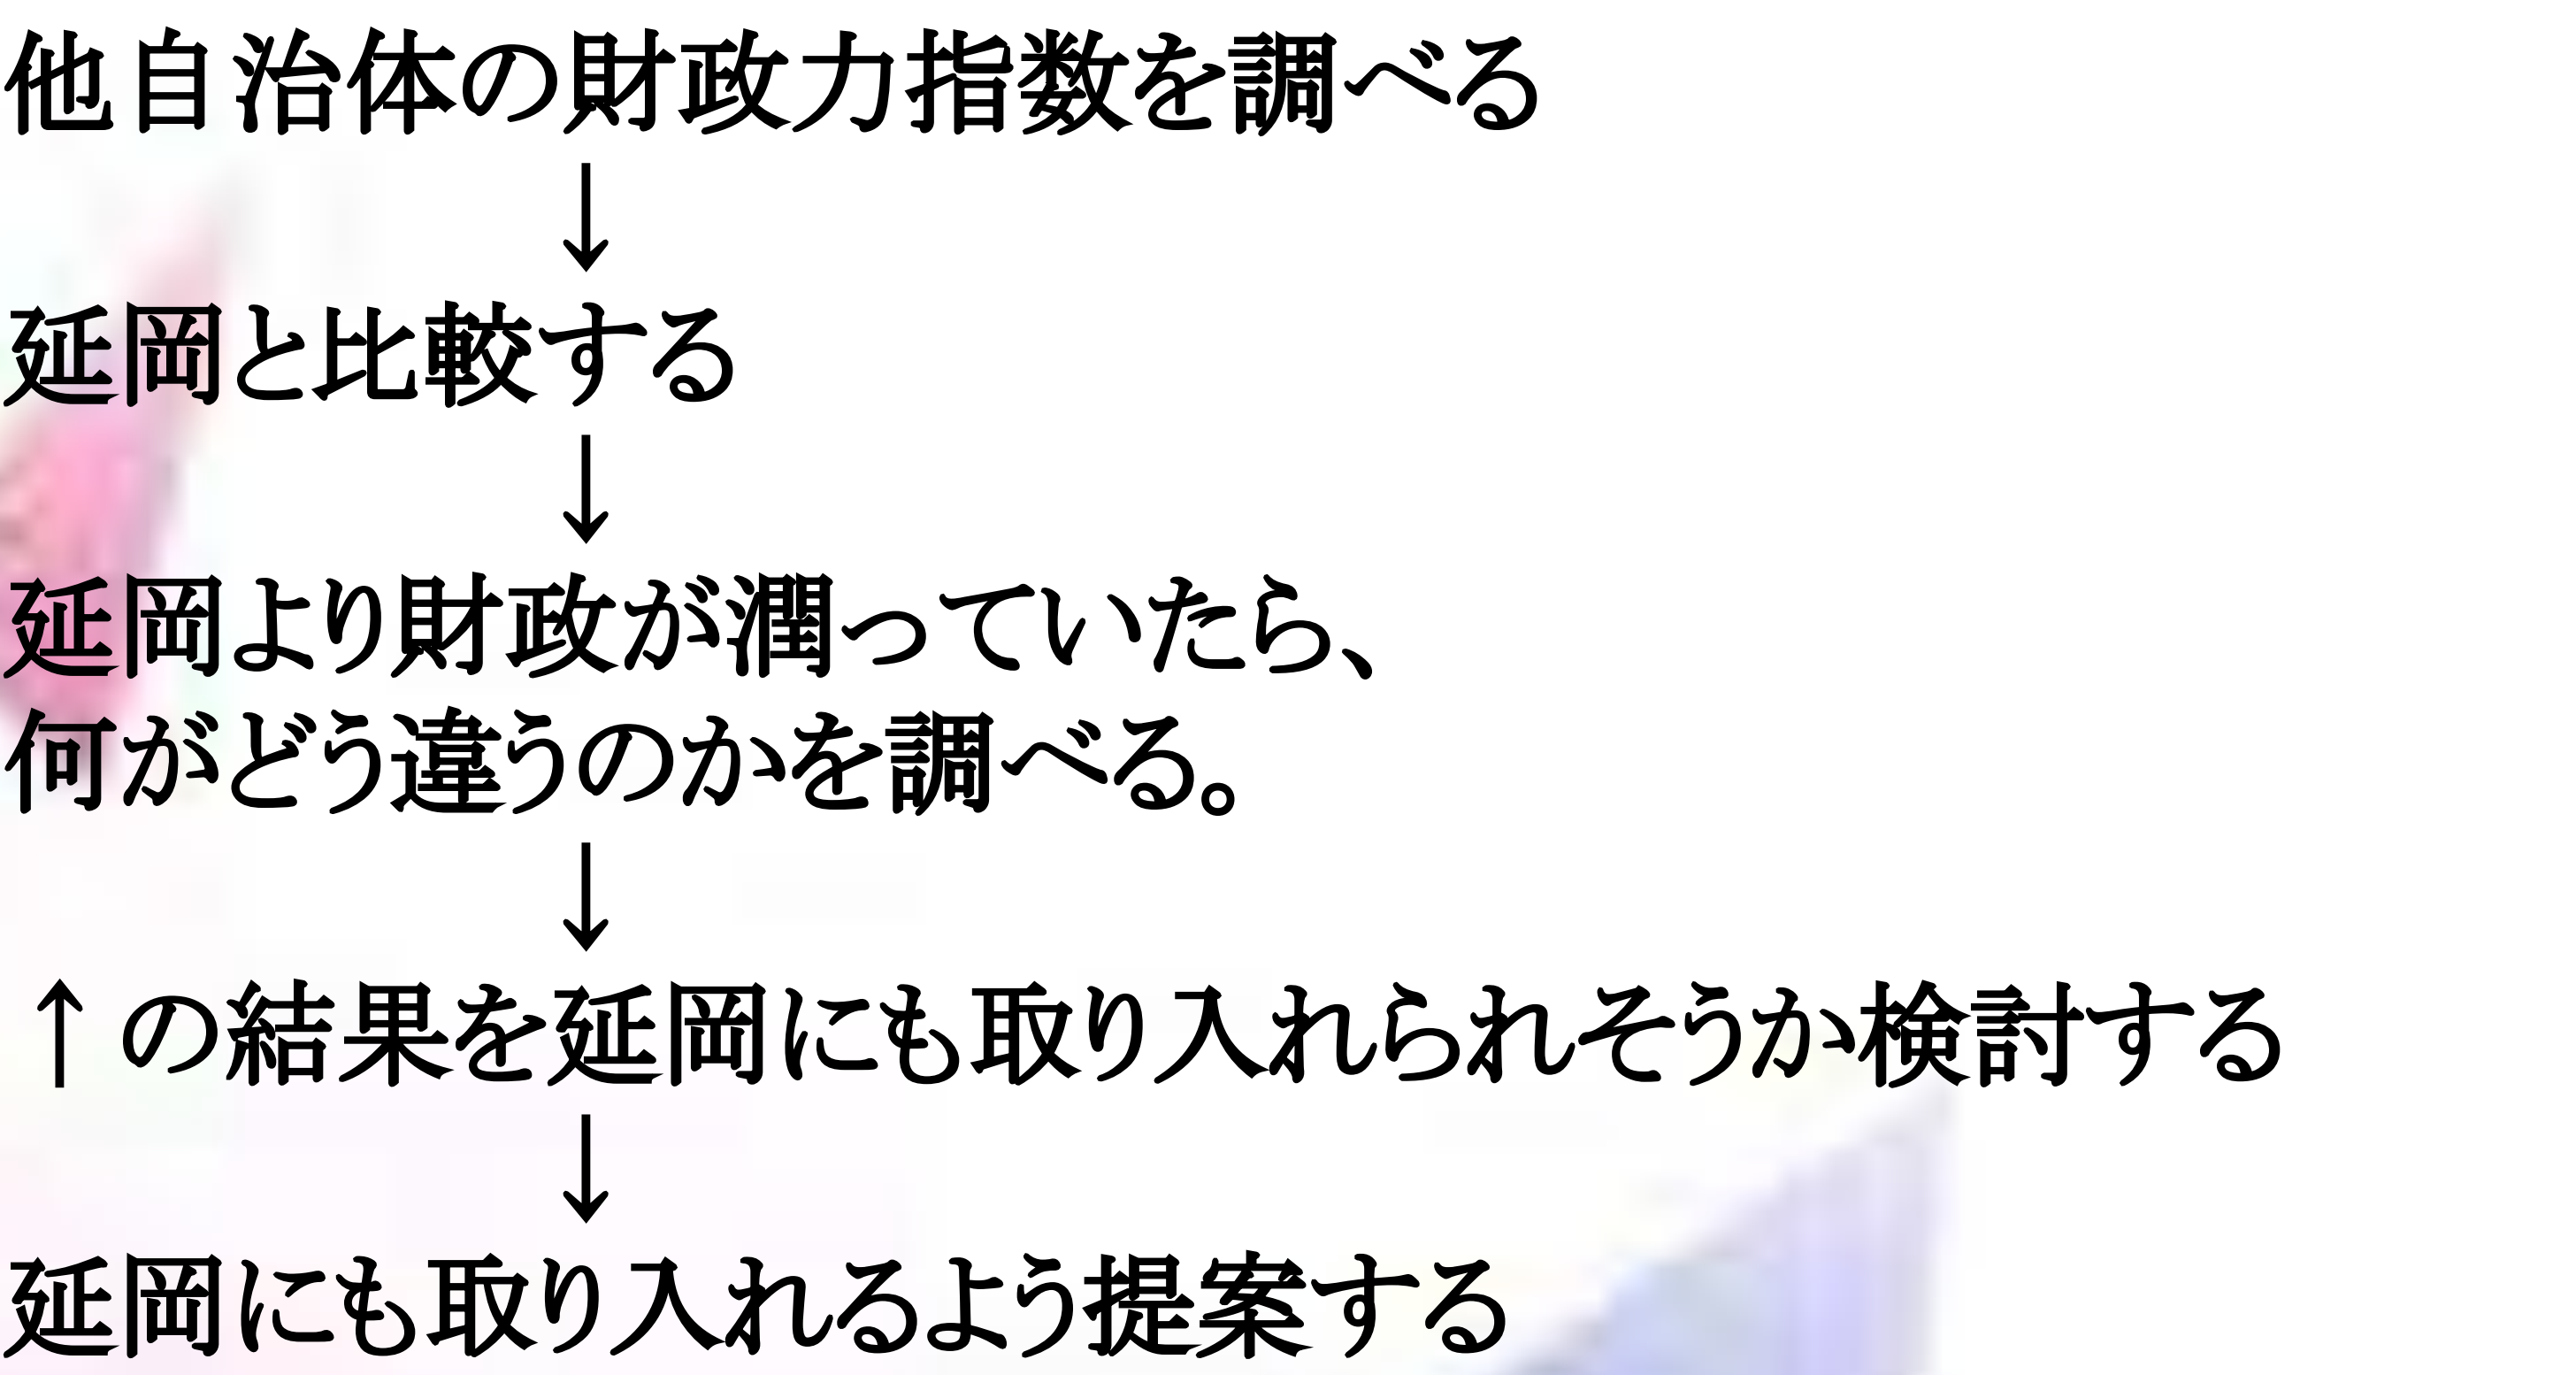 他自治体の財政力指数を調べる
↓
延岡と比較する
↓
延岡より財政が潤っていたら、
何がどう違うのかを調べる。
↓
↑の結果を延岡にも取り入れられそうか検討する
↓
延岡にも取り入れるよう提案する